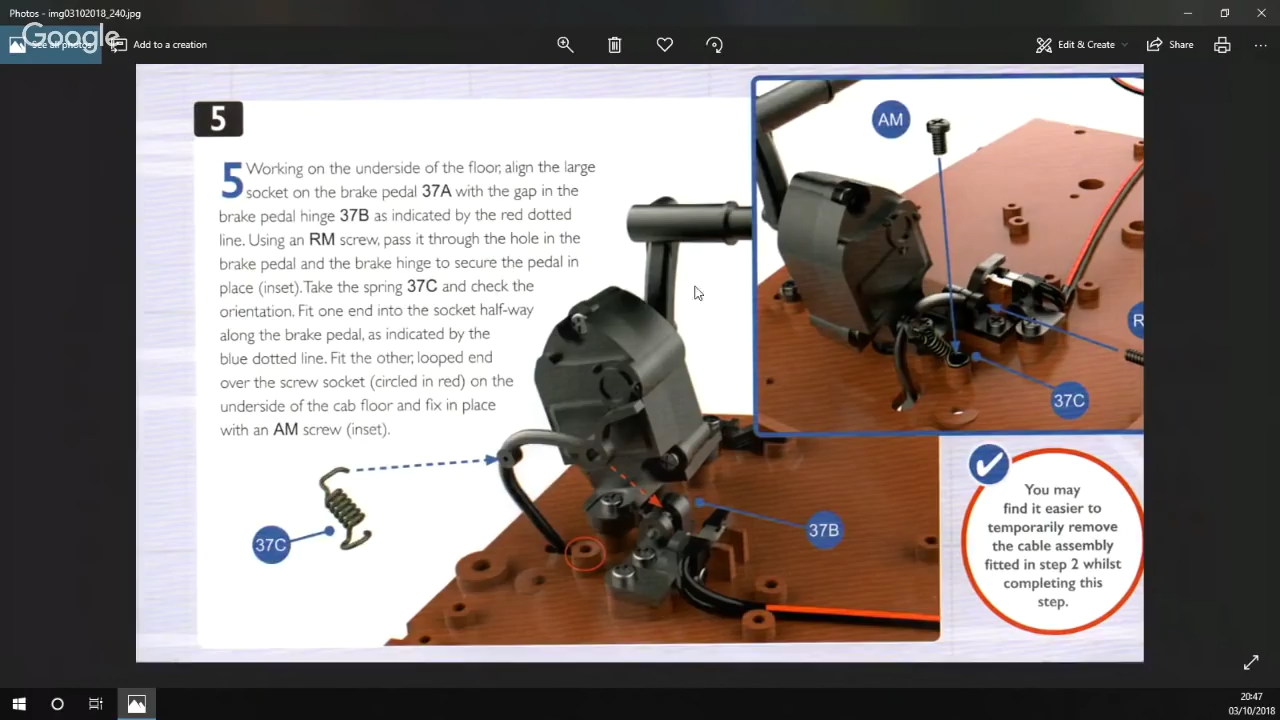 Photos - img03102018_240.jpg
Google
See all photos
Add to a creation
Edit & Create
Share
5
5 Working on the underside of the floor, align the large
socket on the brake pedal 37A with the gap in the
brake pedal hinge 37B as indicated by the red dotted
line. Using an RM screw, pass it through the hole in the
brake pedal and the brake hinge to secure the pedal in
place (inset). Take the spring 37C and check the
orientation. Fit one end into the socket half-way
along the brake pedal, as indicated by the
blue dotted line. Fit the other, looped end
over the screw socket (circled in red) on the
underside of the cab floor and fix in place
with an AM screw (inset).
AM
R
37C
37C
37B
You may
find it easier to
temporarily remove
the cable assembly
fitted in step 2 whilst
completing this
step.
20:47
03/10/2018